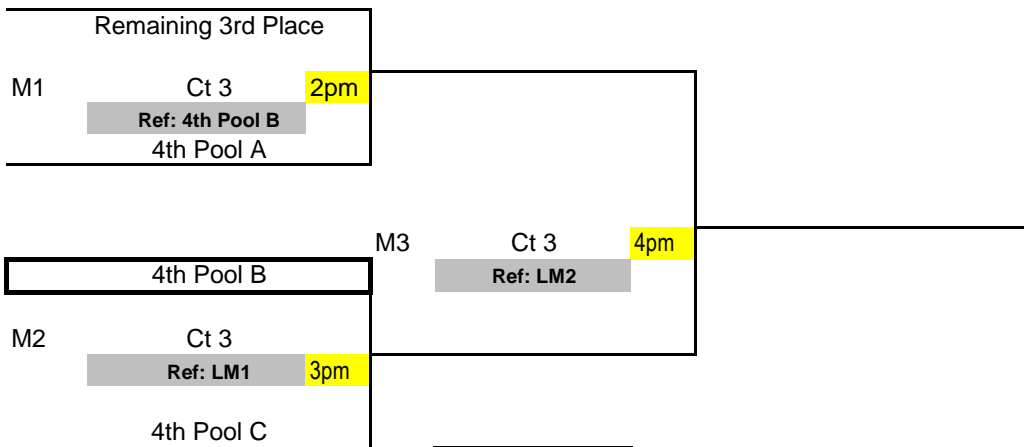 Remaining 3rd Place
M1 Ct 3 2pm
Ref: 4th Pool B
4th Pool A
M3 Ct 3 4pm
4th Pool B Ref: LM2
M2 Ct 3
Ref: LM1 3pm
4th Pool C